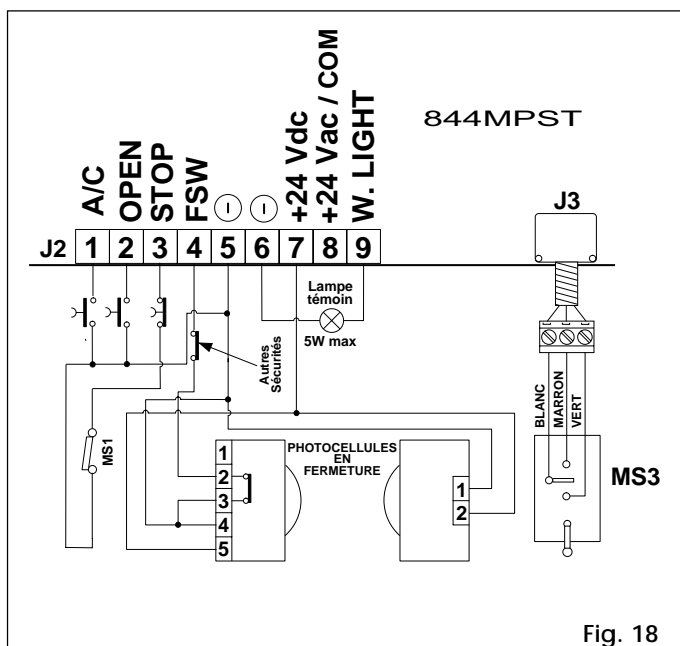 844MPST
A/C
OPEN
STOP
FSW
+24 Vdc
+24 Vac / COM
W. LIGHT
J3
J2 1 2 3 4 5 6 7 8 9
Lampe
témoin
5W max
Autres
Sécurités
BLANC
MARRON
VERT
MS1
PHOTOCELLULES
EN
FERMETURE
1
2
3
4
5
1
2
MS3
Fig. 18